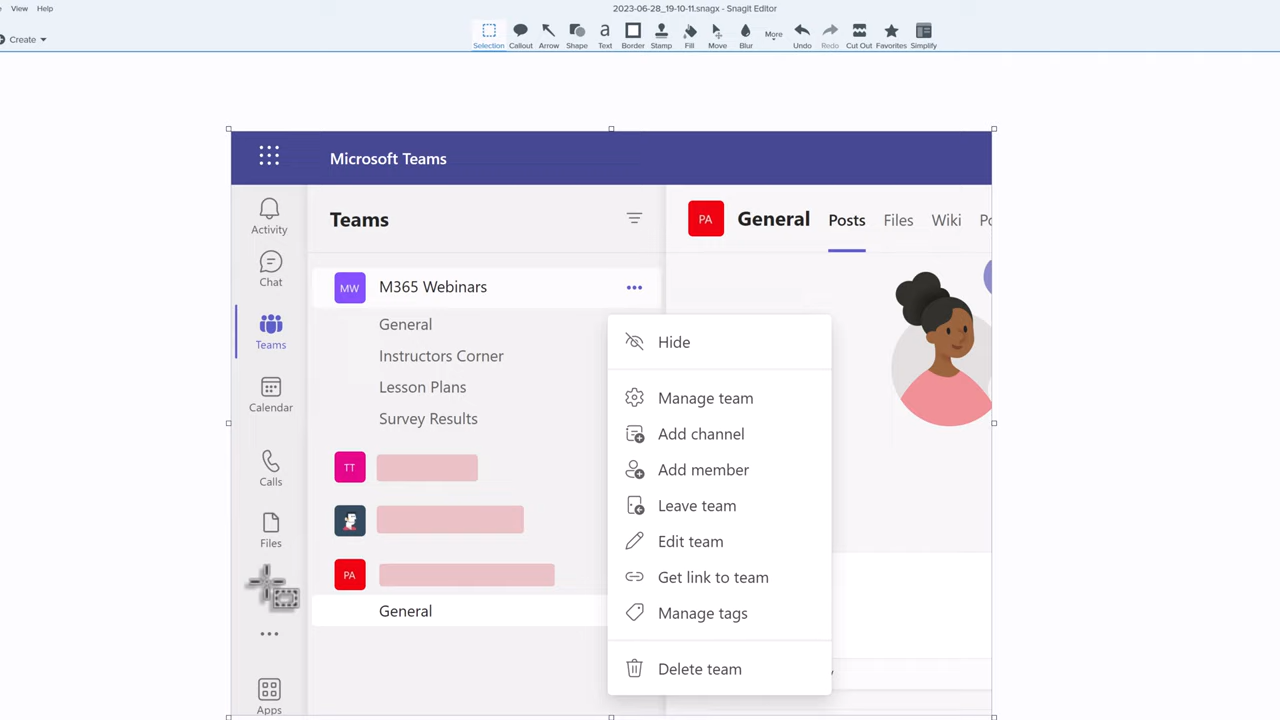 2023-06-28_19-10-11.snagx - Snagit Editor
View Help
Create
Selection Callout Arrow Shape Text Border Stamp Fill Move Blur More Undo Redo Cut Out Favorites Simplify
Microsoft Teams
Activity
Chat
Teams
Calendar
Calls
Files
Apps
Teams
MW M365 Webinars
General
Instructors Corner
Lesson Plans
Survey Results
TT
PA
General
PA General Posts Files Wiki
Hide
Manage team
Add channel
Add member
Leave team
Edit team
Get link to team
Manage tags
Delete team